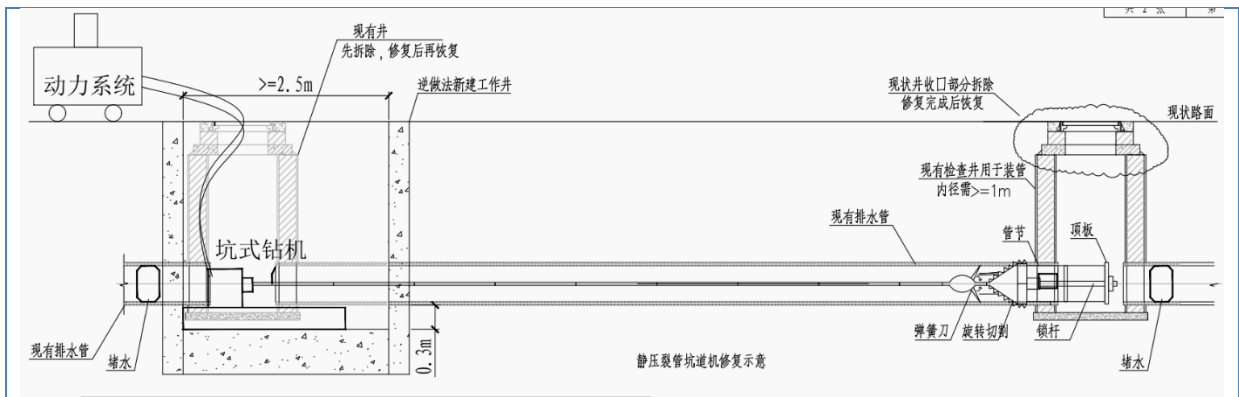 共 2 张 第
现有井
先拆除，修复后再恢复
动力系统
>=2.5m
逆做法新建工作井
现状井收口部分拆除
修复完成后恢复
现状路面
现有检查井用于装管
内径需>=1m
现有排水管
管节
顶板
坑式钻机
弹簧刀
旋转切割
锁杆
现有排水管
堵水
0.3m
静压裂管坑道机修复示意
堵水